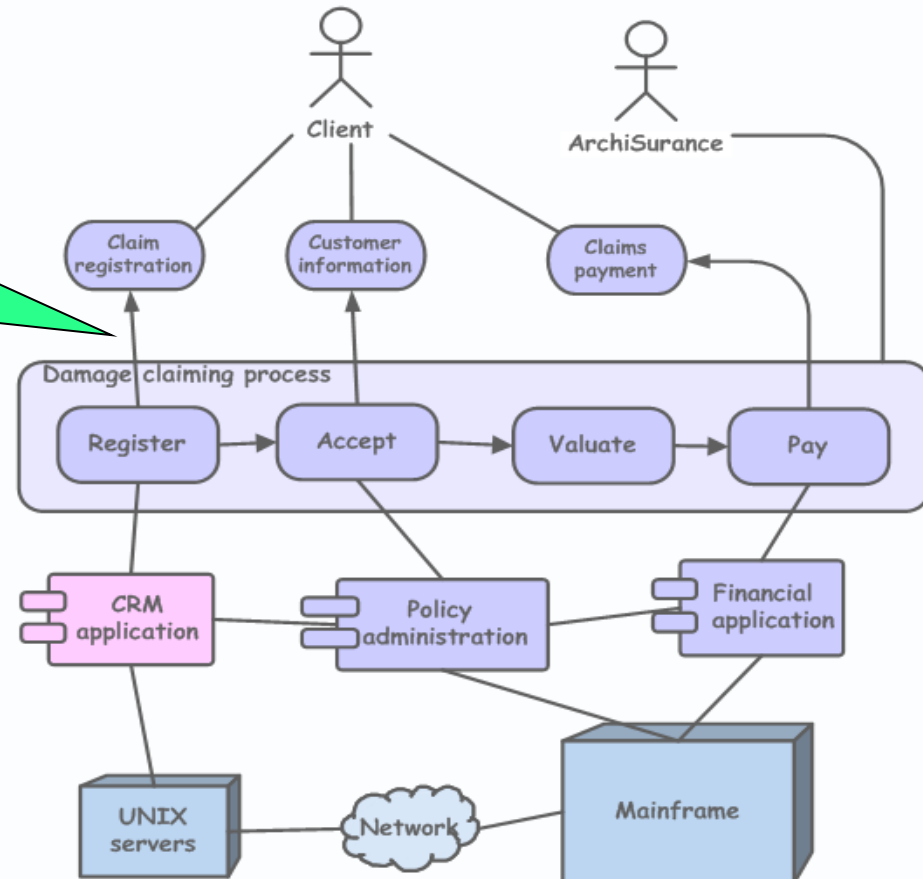 Client
ArchiSurance
Claim
registration
Customer
information
Claims
payment
Damage claiming process
Register
Accept
Valuate
Pay
CRM
application
Policy
administration
Financial
application
UNIX
servers
Network
Mainframe